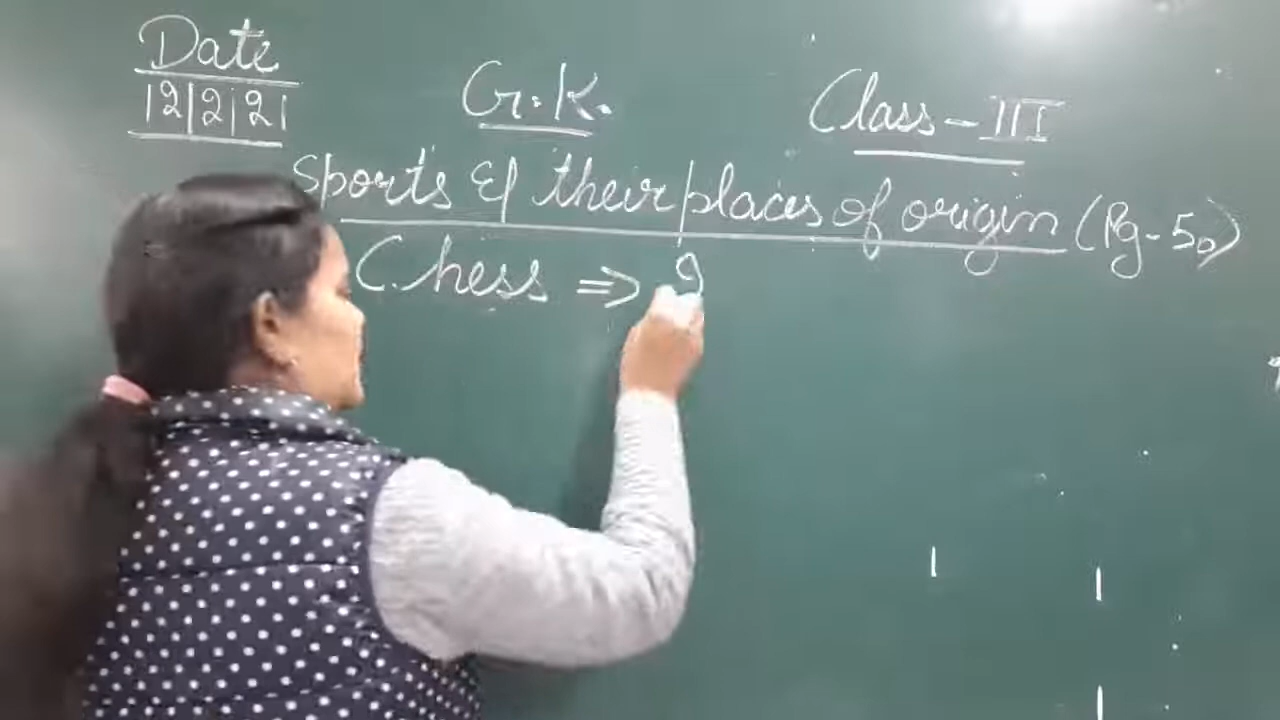 Date
12|2|21
G.K.
Class - III
Sports & their places of origin (Pg-50)
Chess =>